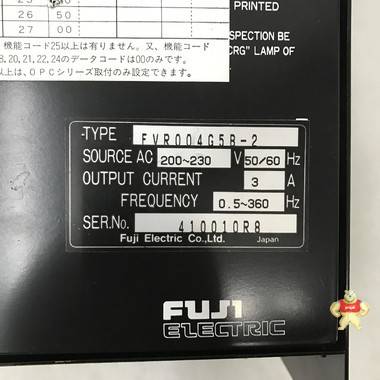 25 50
26 50
27 00
機能コード25以上は有りません。又、機能コード
8.20,21,22,24のデータコードは00のみです。
以上は、OPCシリーズ取付のみ設定できます。
PRINTED
SPECTION BE
CRG" LAMP OF
TYPE FVR004G5B-2
SOURCE AC 200~230 V 50/60 Hz
OUTPUT CURRENT 3 A
FREQUENCY 0.5~360 Hz
SER.No. 410010R8
Fuji Electric Co.,Ltd. Japan
FUJI
ELECTRIC